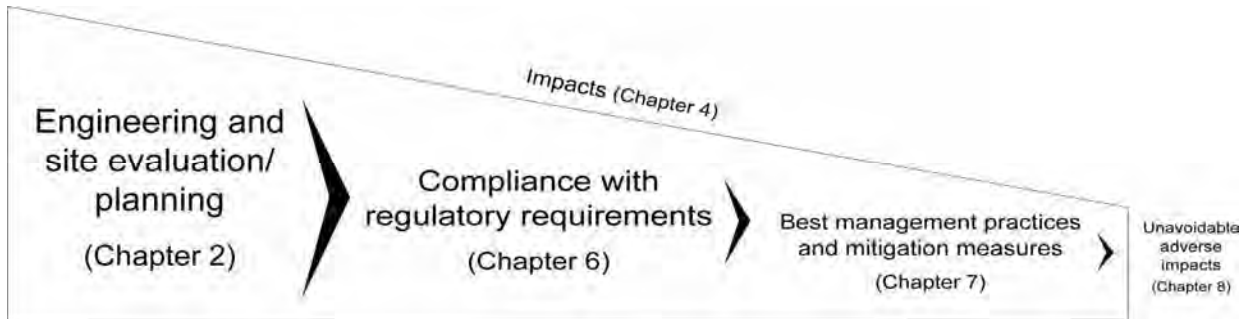 Impacts (Chapter 4)
Engineering and
site evaluation/
planning
(Chapter 2)
Compliance with
regulatory requirements
(Chapter 6)
Best management practices
and mitigation measures
(Chapter 7)
Unavoidable
adverse
impacts
(Chapter 8)